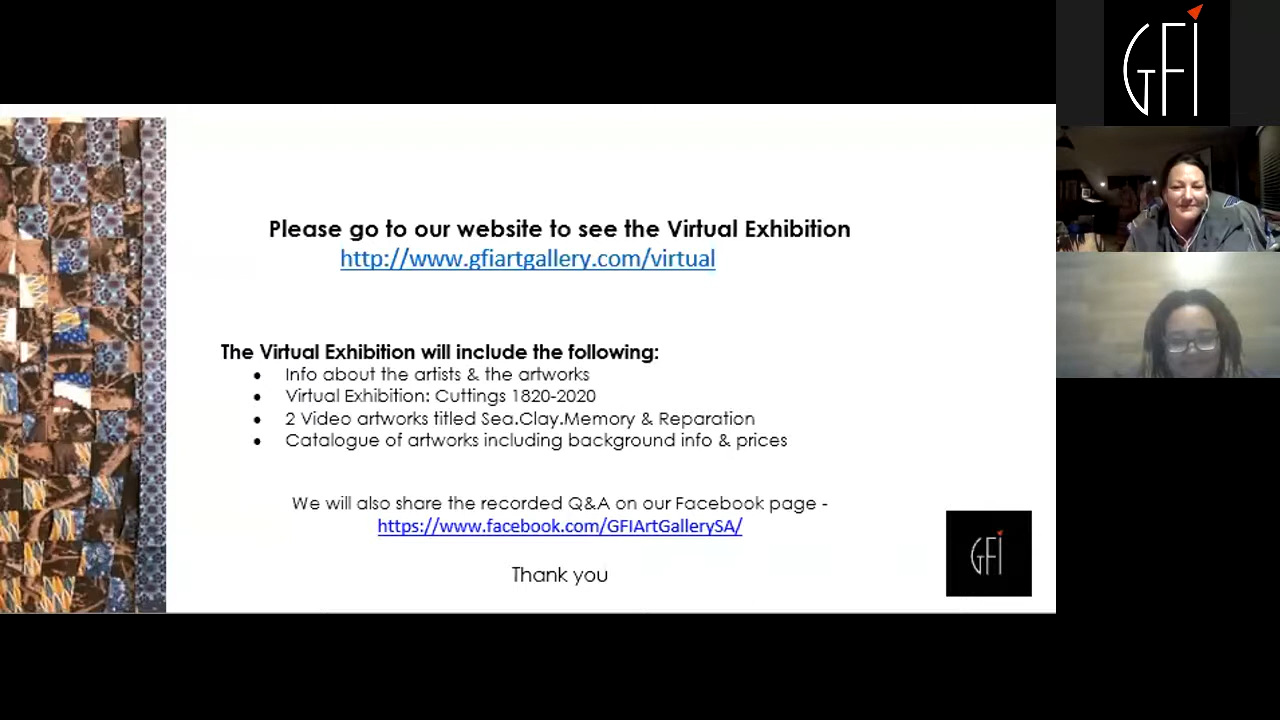 GFI
Please go to our website to see the Virtual Exhibition
http://www.gfiartgallery.com/virtual
The Virtual Exhibition will include the following:
• Info about the artists & the artworks
• Virtual Exhibition: Cuttings 1820-2020
• 2 Video artworks titled Sea.Clay.Memory & Reparation
• Catalogue of artworks including background info & prices
We will also share the recorded Q&A on our Facebook page -
https://www.facebook.com/GFIArtGallerySA/
GFI
Thank you